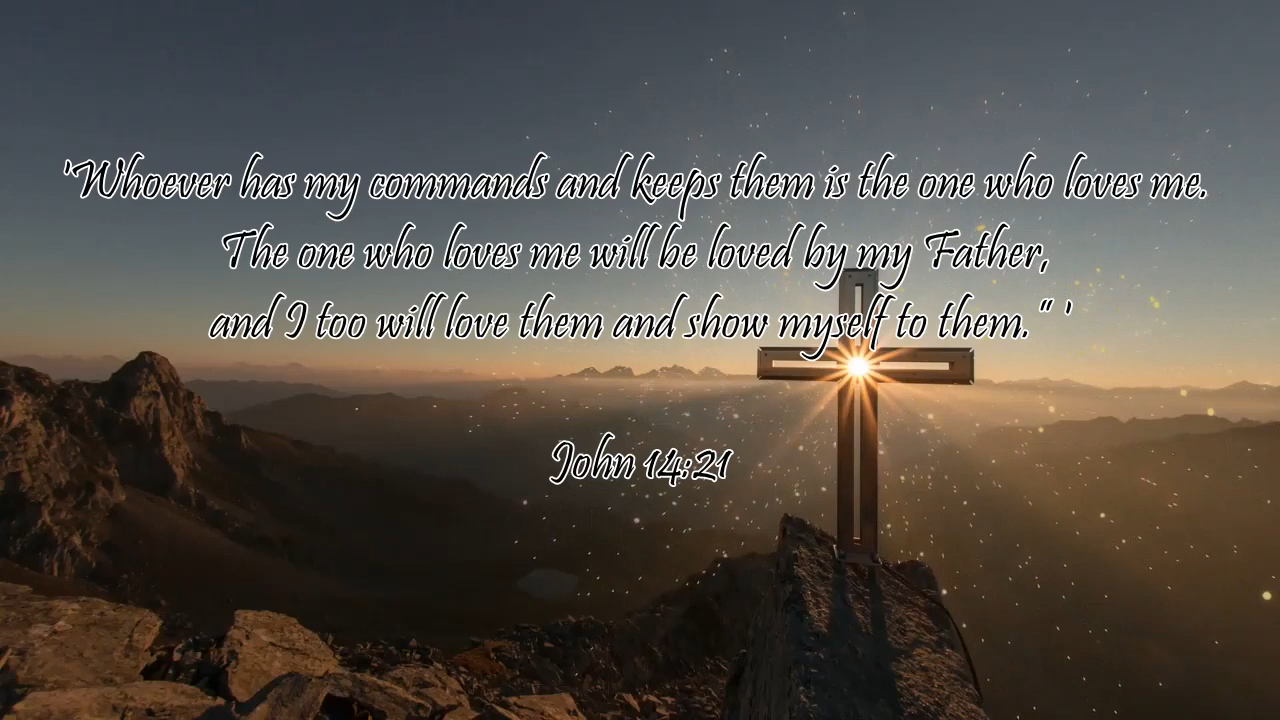 'Whoever has my commands and keeps them is the one who loves me.
The one who loves me will be loved by my Father,
and I too will love them and show myself to them.“ '
John 14:21